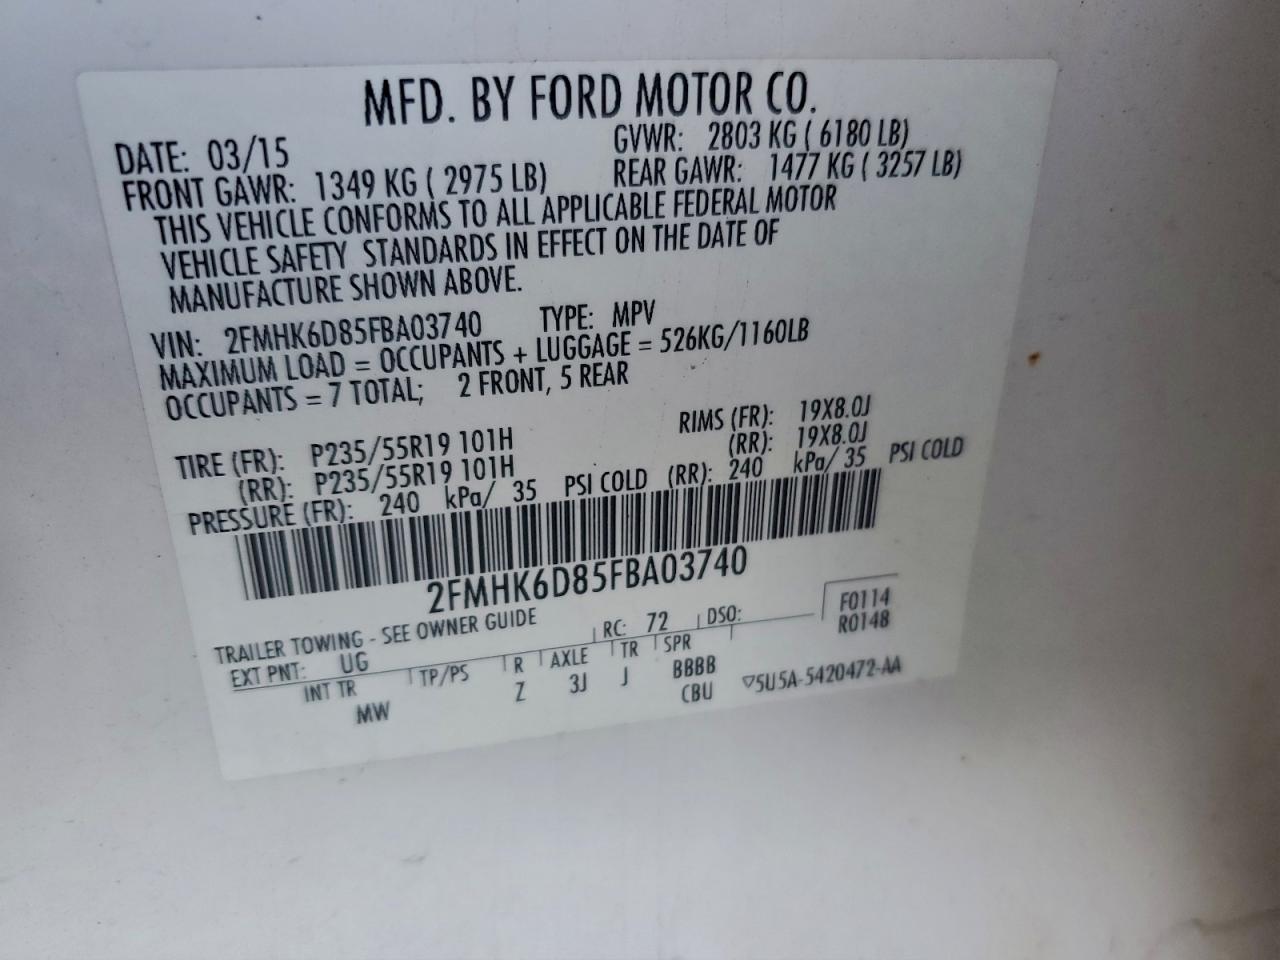 MFD. BY FORD MOTOR CO.
DATE: 03/15 GVWR: 2803 KG ( 6180 LB)
FRONT GAWR: 1349 KG ( 2975 LB) REAR GAWR: 1477 KG ( 3257 LB)
THIS VEHICLE CONFORMS TO ALL APPLICABLE FEDERAL MOTOR
VEHICLE SAFETY STANDARDS IN EFFECT ON THE DATE OF
MANUFACTURE SHOWN ABOVE.
VIN: 2FMHK6D85FBA03740 TYPE: MPV
MAXIMUM LOAD = OCCUPANTS + LUGGAGE = 526KG/1160LB
OCCUPANTS = 7 TOTAL; 2 FRONT, 5 REAR
TIRE (FR): P235/55R19 101H RIMS (FR): 19X8.0J
(RR): P235/55R19 101H (RR): 19X8.0J
PRESSURE (FR): 240 kPa/ 35 PSI COLD (RR): 240 kPa/ 35 PSI COLD
2FMHK6D85FBA03740
TRAILER TOWING - SEE OWNER GUIDE RC: 72 DSO: F0114
EXT PNT: UG R0148
INT TR TP/PS R AXLE TR SPR
MW Z 3J J BBBB
CBU ▽5U5A-5420472-AA